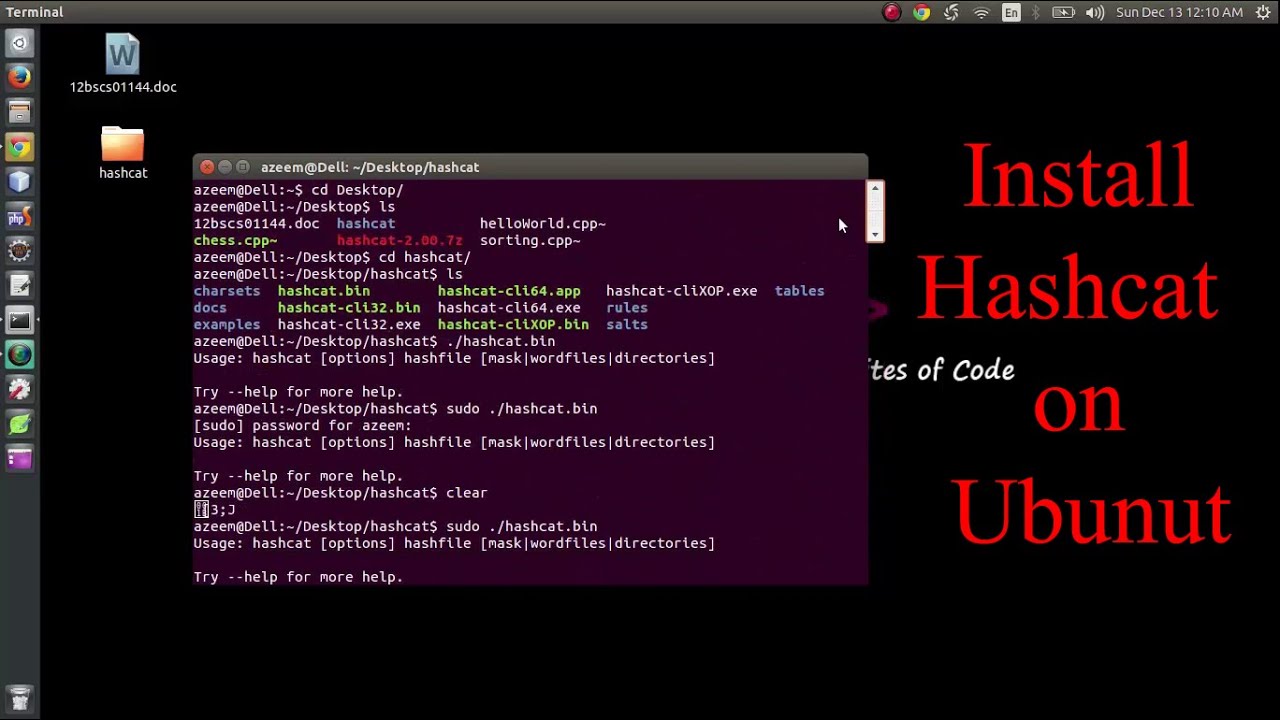 Terminal
En
Sun Dec 13 12:10 AM
W
12bscs01144.doc
hashcat
php
azeem@Dell: ~/Desktop/hashcat
azeem@Dell:~$ cd Desktop/
azeem@Dell:~/Desktop$ ls
12bscs01144.doc hashcat helloWorld.cpp~
chess.cpp~ hashcat-2.00.7z sorting.cpp~
azeem@Dell:~/Desktop$ cd hashcat/
azeem@Dell:~/Desktop/hashcat$ ls
charsets hashcat.bin hashcat-cli64.app hashcat-cliXOP.exe tables
docs hashcat-cli32.bin hashcat-cli64.exe rules
examples hashcat-cli32.exe hashcat-cliXOP.bin salts
azeem@Dell:~/Desktop/hashcat$ ./hashcat.bin
Usage: hashcat [options] hashfile [mask|wordfiles|directories]
Try --help for more help.
azeem@Dell:~/Desktop/hashcat$ sudo ./hashcat.bin
[sudo] password for azeem:
Usage: hashcat [options] hashfile [mask|wordfiles|directories]
Try --help for more help.
azeem@Dell:~/Desktop/hashcat$ clear
3;J
azeem@Dell:~/Desktop/hashcat$ sudo ./hashcat.bin
Usage: hashcat [options] hashfile [mask|wordfiles|directories]
Try --help for more help.
Install
Hashcat
ites of Code
on
Ubunut